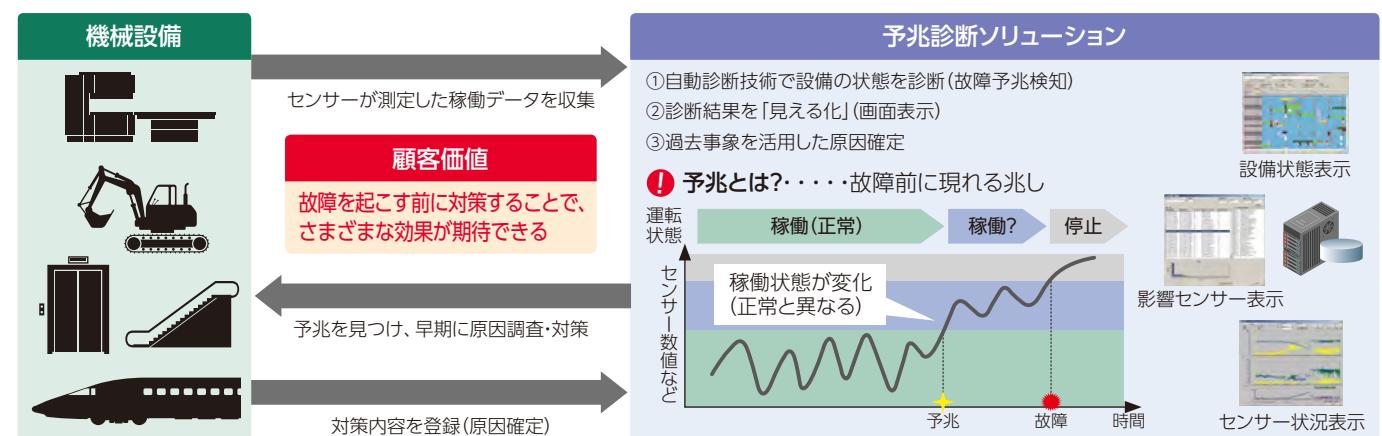 機械設備
センサーが測定した稼働データを収集
顧客価値
故障を起こす前に対策することで、
さまざまな効果が期待できる
予兆を見つけ、早期に原因調査・対策
対策内容を登録(原因確定)
予兆診断ソリューション
①自動診断技術で設備の状態を診断(故障予兆検知)
②診断結果を「見える化」(画面表示)
③過去事象を活用した原因確定
! 予兆とは?・・・・・故障前に現れる兆し
運転
状態
稼働(正常)
稼働?
停止
センサー数値など
稼働状態が変化
(正常と異なる)
予兆
故障
時間
設備状態表示
影響センサー表示
センサー状況表示